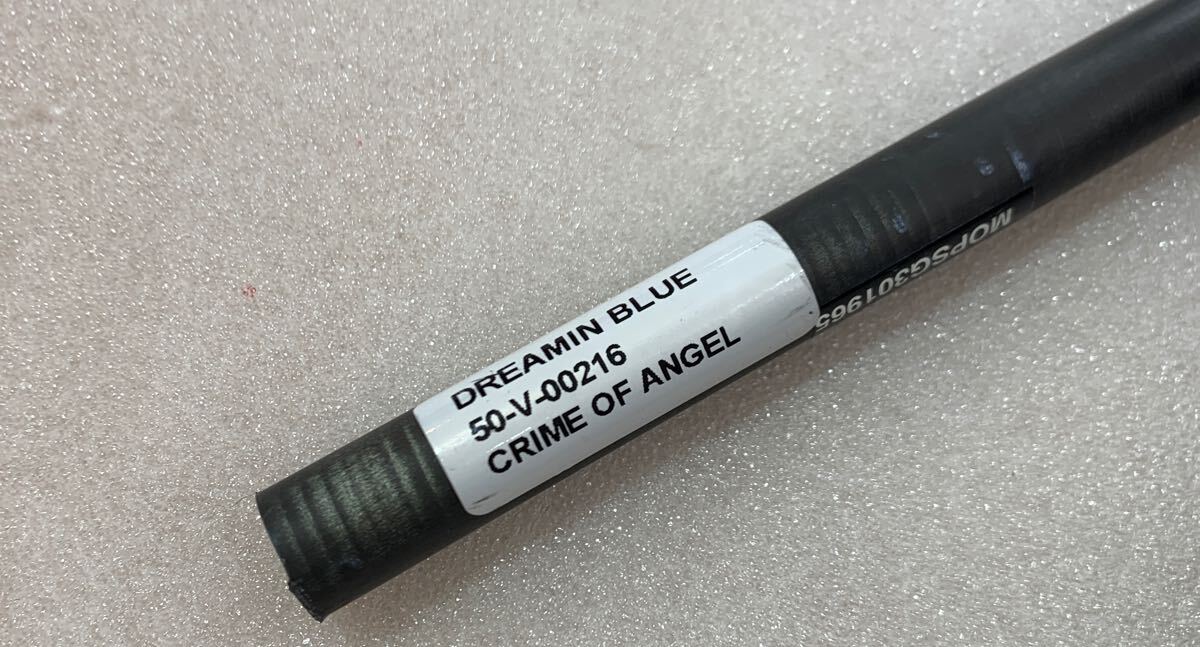 DREAMIN BLUE
50-V-00216
CRIME OF ANGEL
MOPSG301965